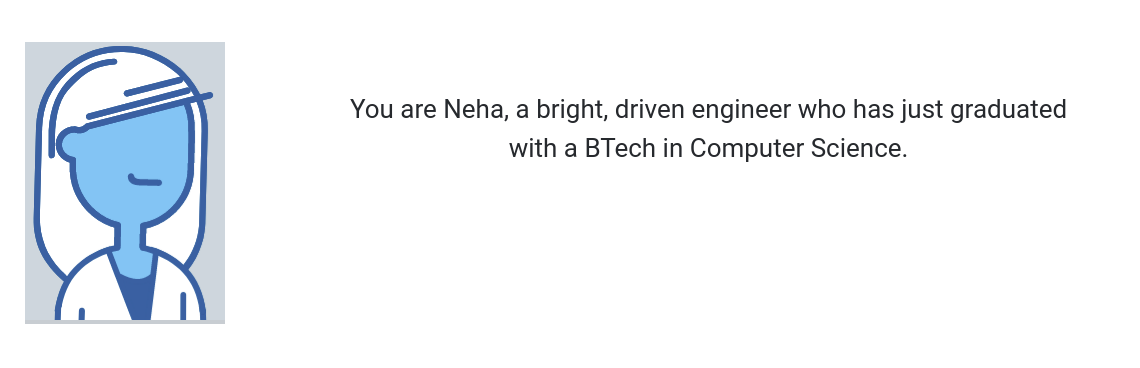 You are Neha, a bright, driven engineer who has just graduated
with a BTech in Computer Science.